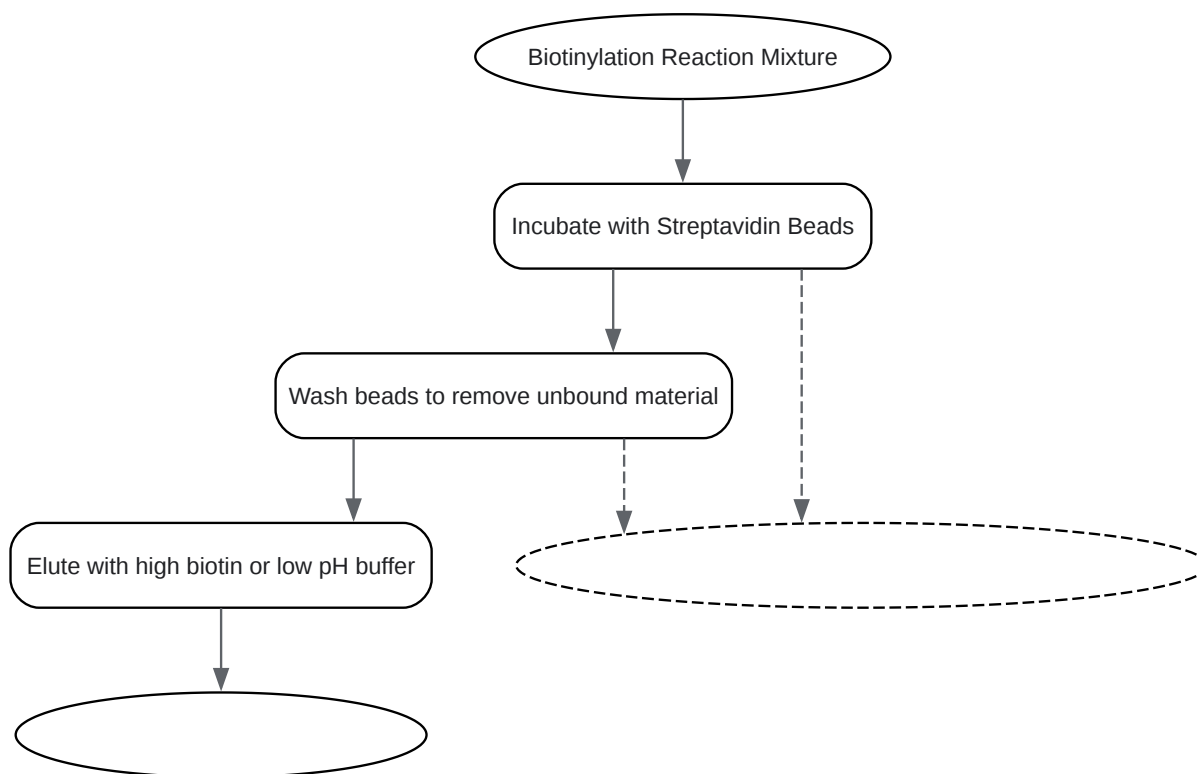 Biotinylation Reaction Mixture
Incubate with Streptavidin Beads
Wash beads to remove unbound material
Elute with high biotin or low pH buffer